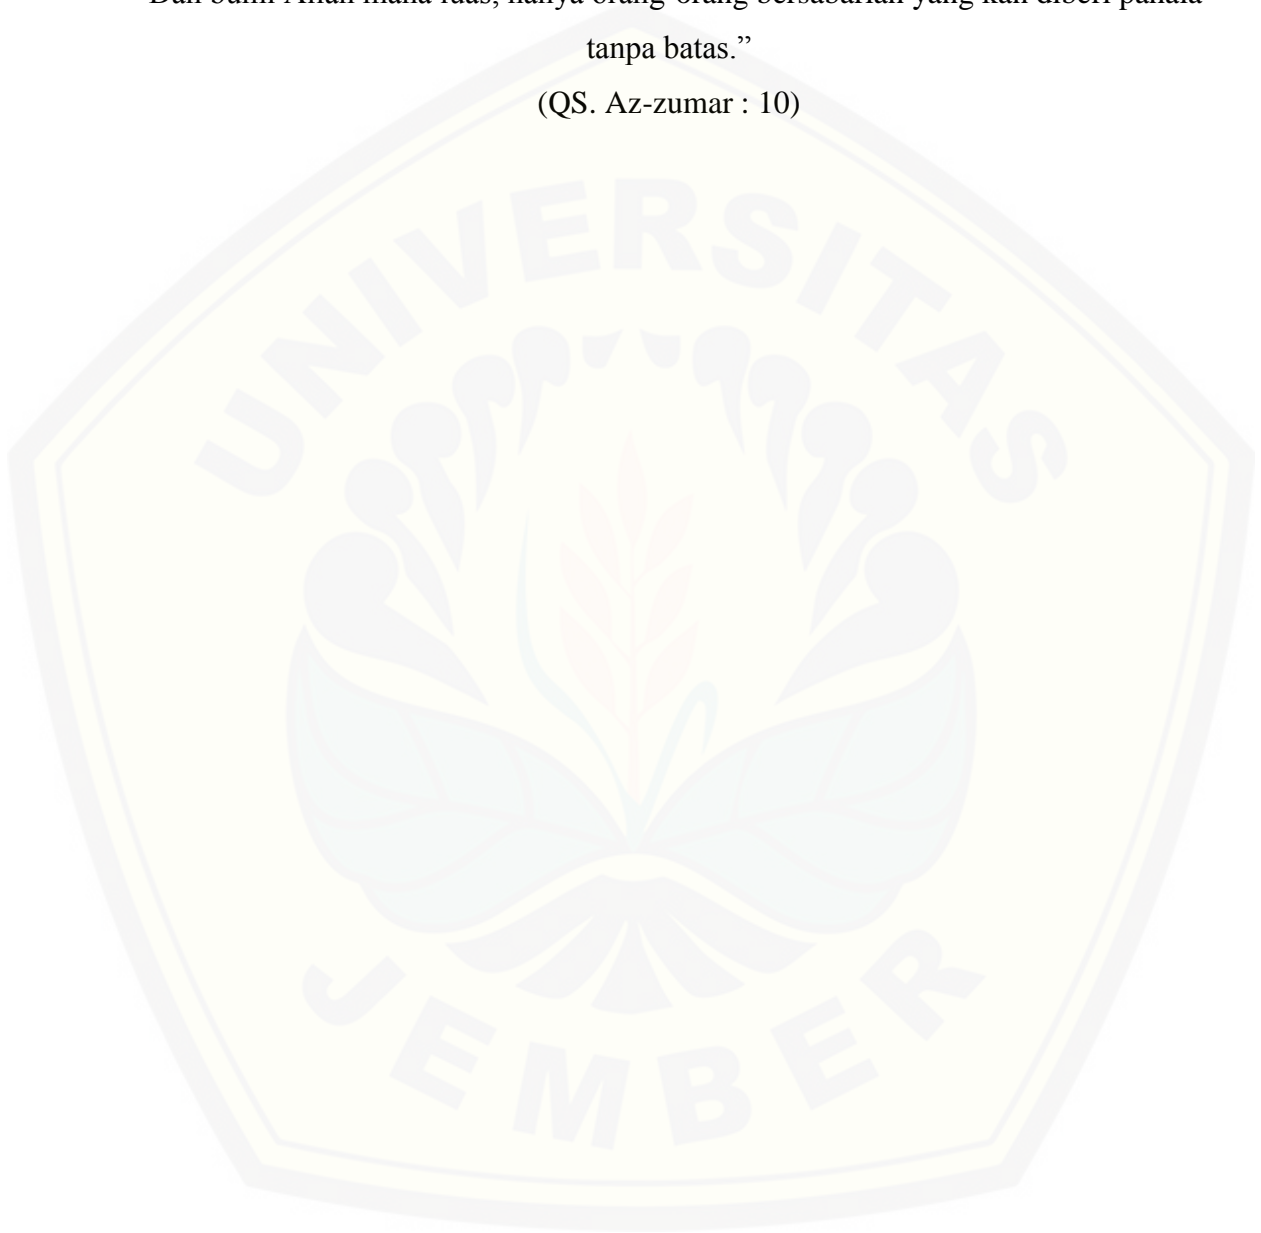 “Dan bumi Allah maha luas, hanya orang-orang bersabarlah yang kan diberi pahala
tanpa batas.”
(QS. Az-zumar : 10)
UNIVERSITAS
JEMBER